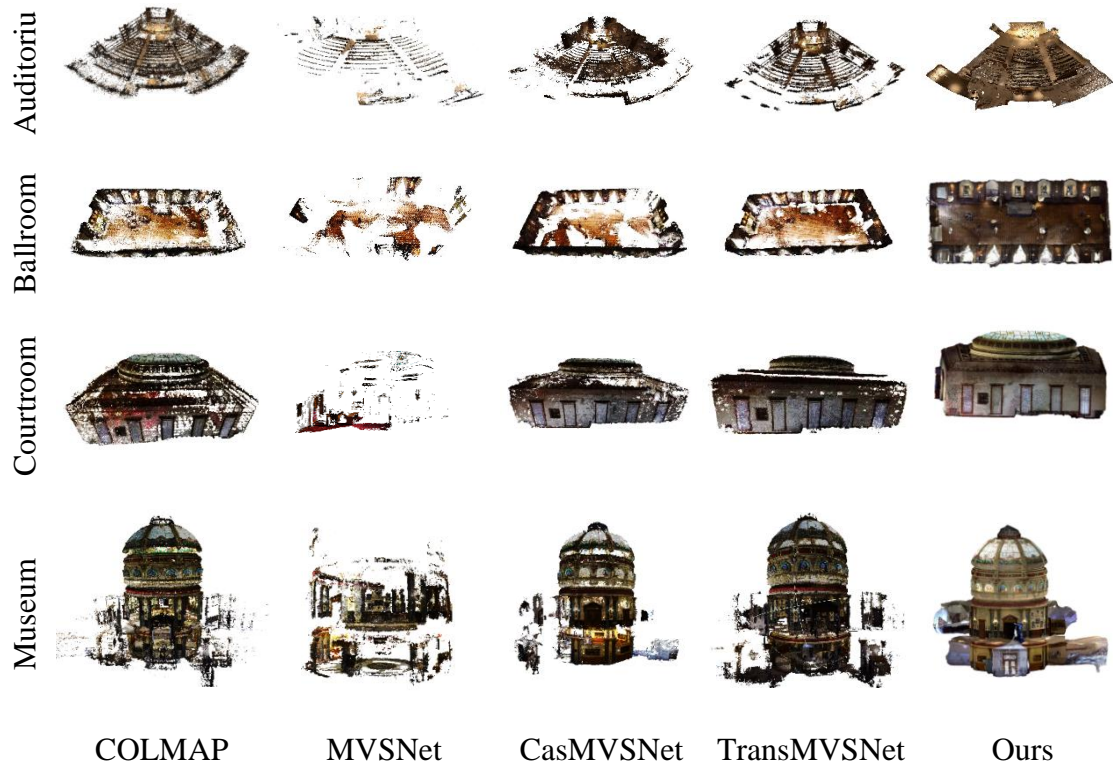 Auditoriu
Ballroom
Courtroom
Museum
COLMAP MVSNet CasMVSNet TransMVSNet Ours